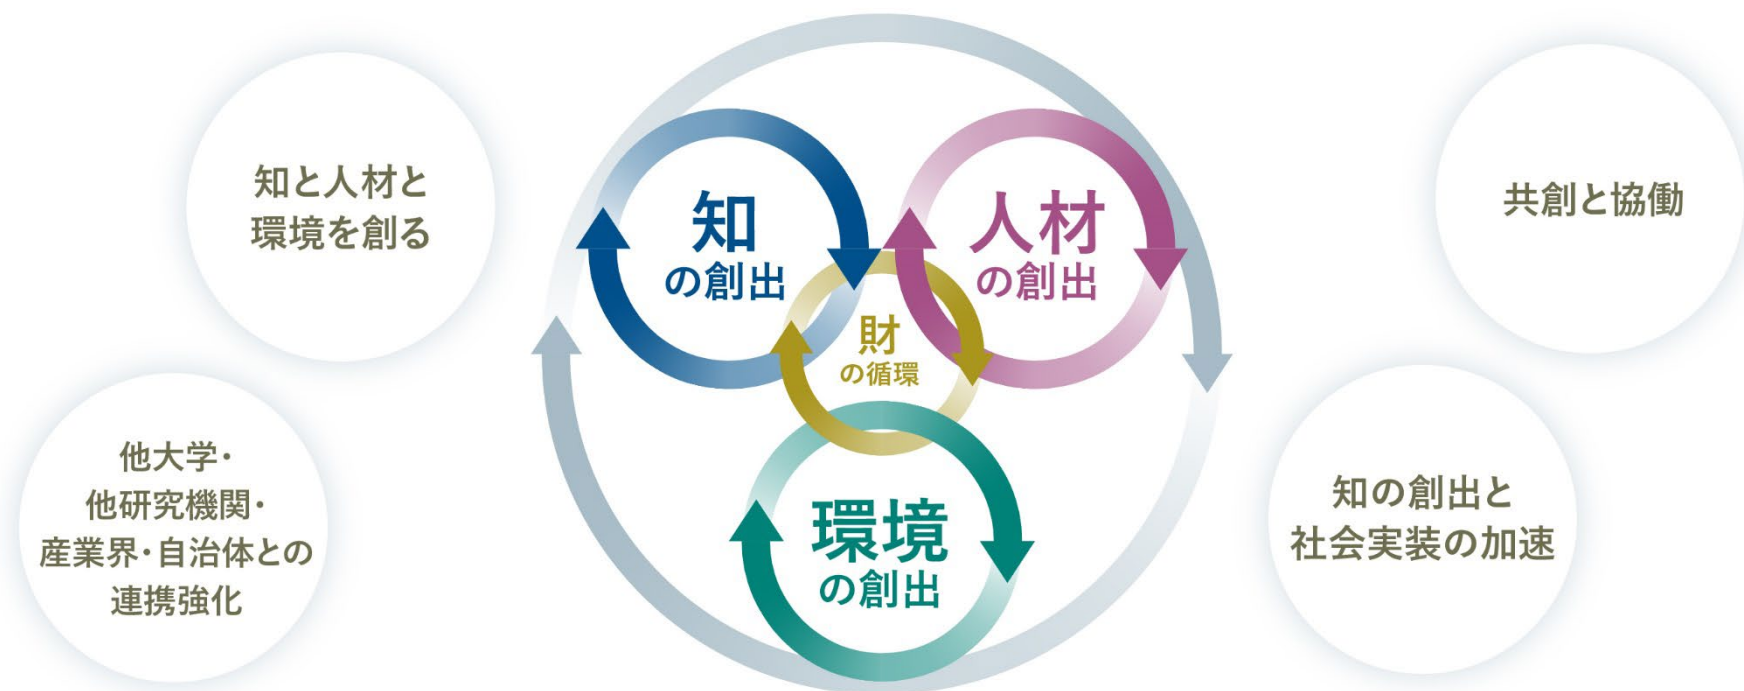 知と人材と
環境を創る
他大学・
他研究機関・
産業界・自治体との
連携強化
知
の創出
人材
の創出
財
の循環
環境
の創出
共創と協働
知の創出と
社会実装の加速